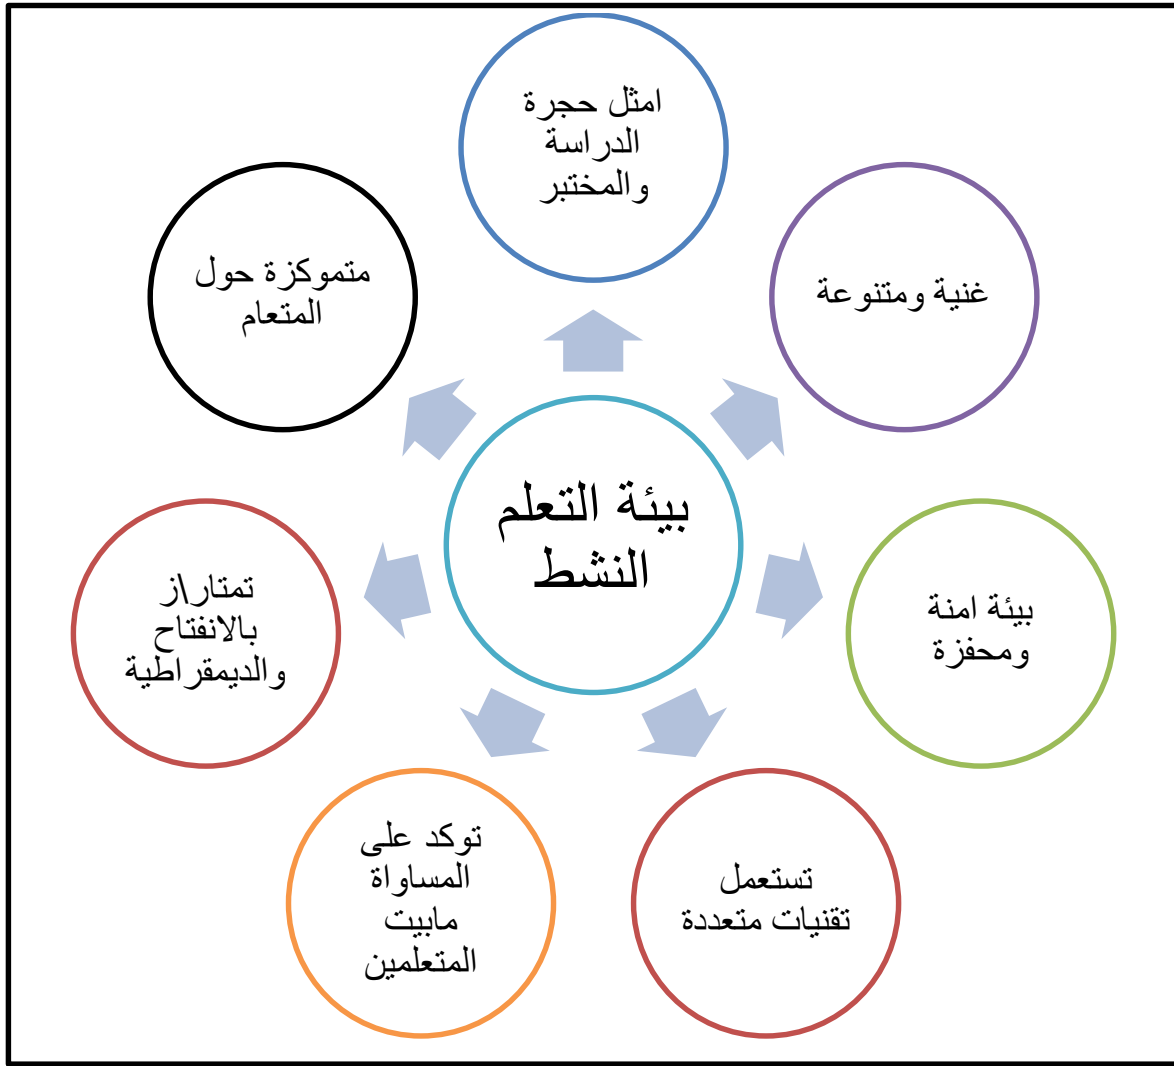 امثل حجرة
الدراسة
والمختبر
غنية ومتنوعة
متموكزة حول
المتعام
بيئة التعلم
النشط
بيئة امنة
ومحفزة
تمتار\از
بالانفتاح
والديمقراطية
تستعمل
تقنيات متعددة
توكد على
المساواة
مابيت
المتعلمين